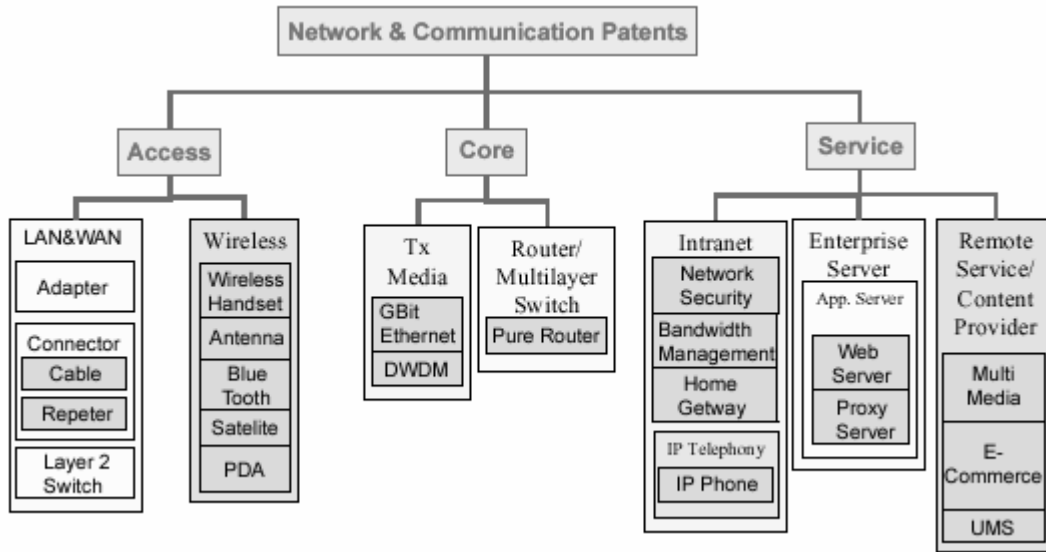 Network & Communication Patents
Access
Core
Service
LAN&WAN
Adapter
Connector
Cable
Repeter
Layer 2
Switch
Wireless
Wireless
Handset
Antenna
Blue
Tooth
Satelite
PDA
Tx
Media
GBit
Ethernet
DWDM
Router/
Multilayer
Switch
Pure Router
Intranet
Network
Security
Bandwidth
Management
Home
Getway
IP Telephony
IP Phone
Enterprise
Server
App. Server
Web
Server
Proxy
Server
Remote
Service/
Content
Provider
Multi
Media
E-
Commerce
UMS